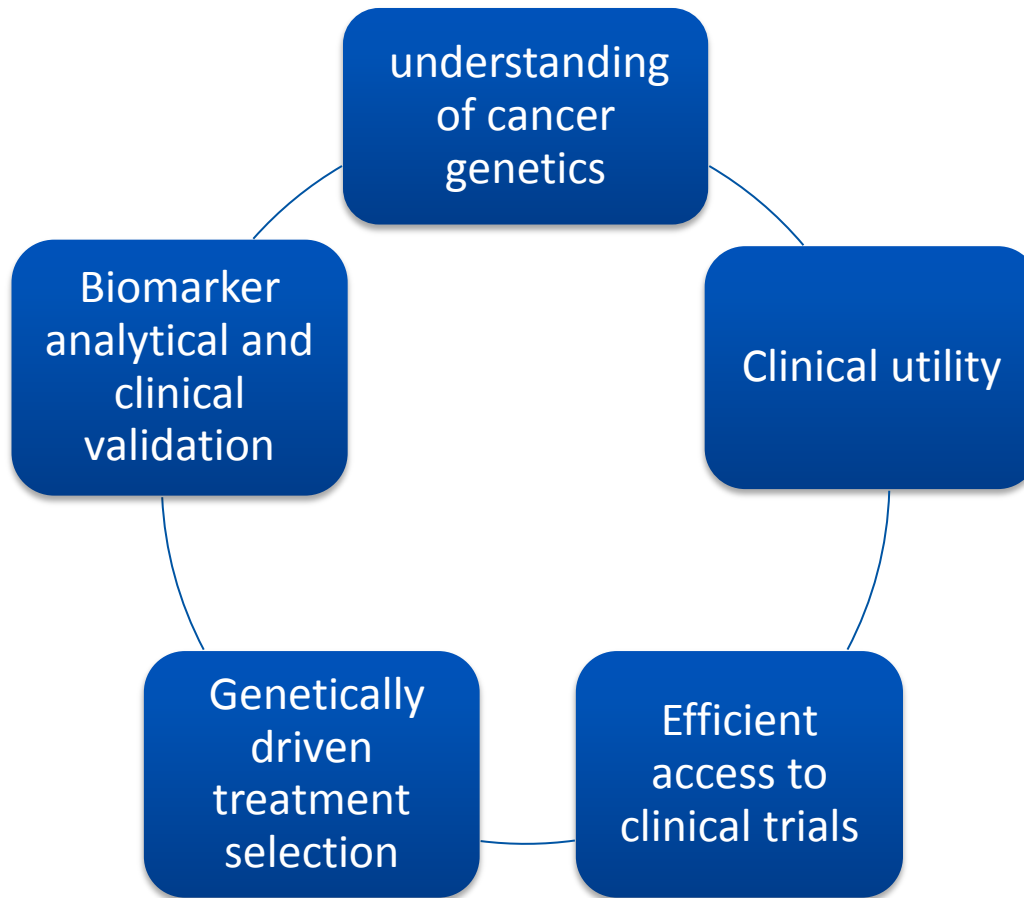 understanding
of cancer
genetics
Clinical utility
Efficient
access to
clinical trials
Genetically
driven
treatment
selection
Biomarker
analytical and
clinical
validation